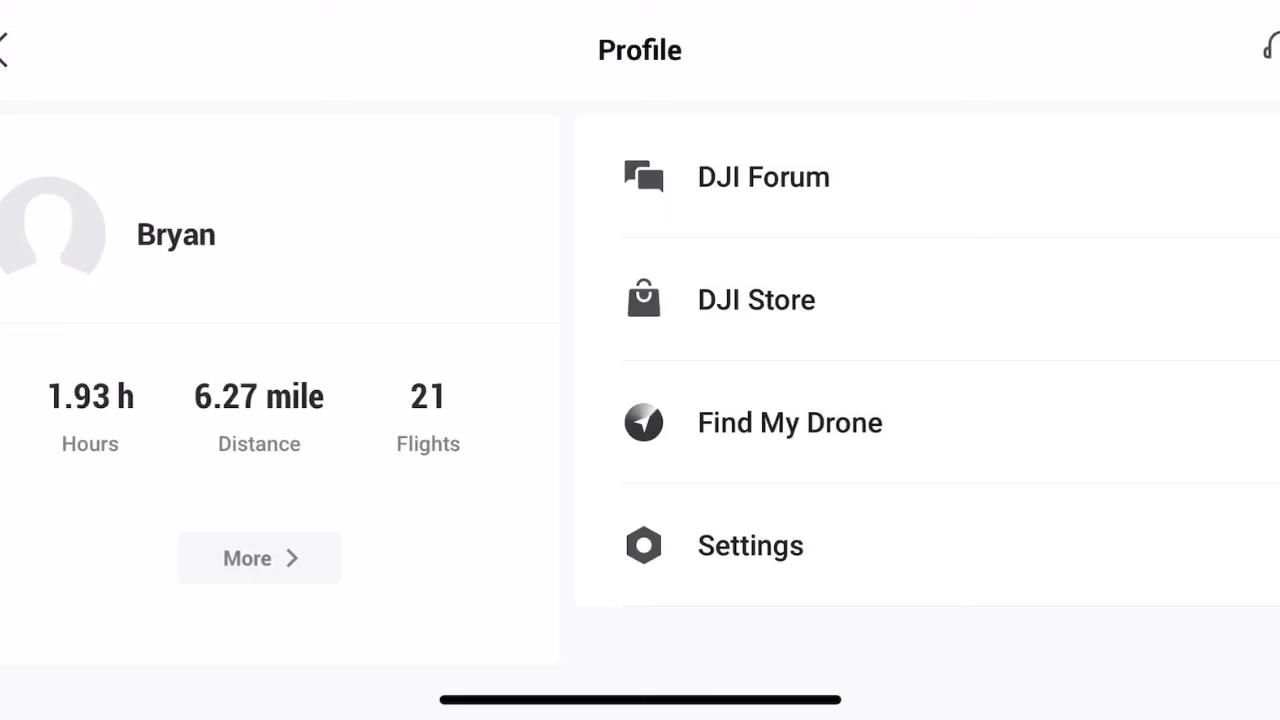 Profile
Bryan
1.93 h
6.27 mile
21
Hours
Distance
Flights
More
DJI Forum
DJI Store
Find My Drone
Settings